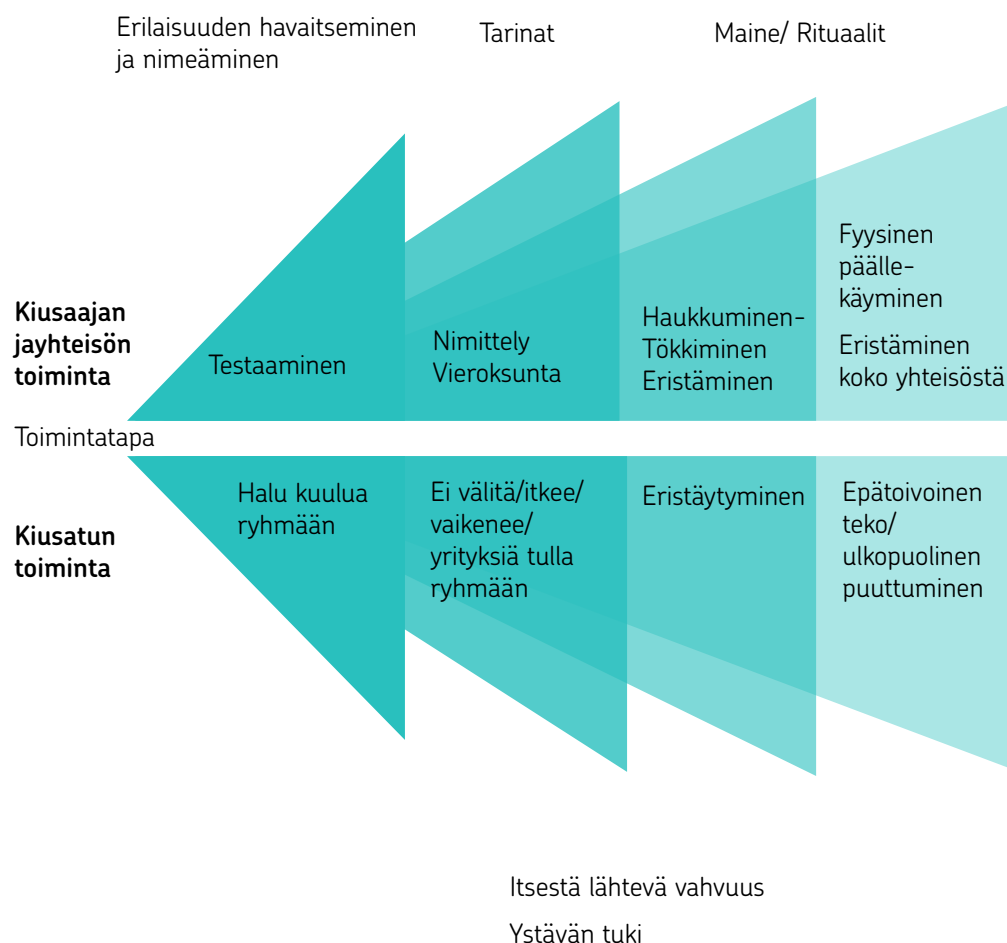 Erilaisuuden havaitseminen
ja nimeäminen
Tarinat
Maine/ Rituaalit
Kiusaajan
jayhteisön
toiminta
Testaaminen
Nimittely
Vieroksunta
Haukkuminen-
Tökkiminen
Eristäminen
Fyysinen
päälle-
käyminen
Eristäminen
koko yhteisöstä
Toimintatapa
Kiusatun
toiminta
Halu kuulua
ryhmään
Ei välitä/itkee/
vaikenee/
yrityksiä tulla
ryhmään
Eristäytyminen
Epätoivoinen
teko/
ulkopuolinen
puuttuminen
Itsestä lähtevä vahvuus
Ystävän tuki